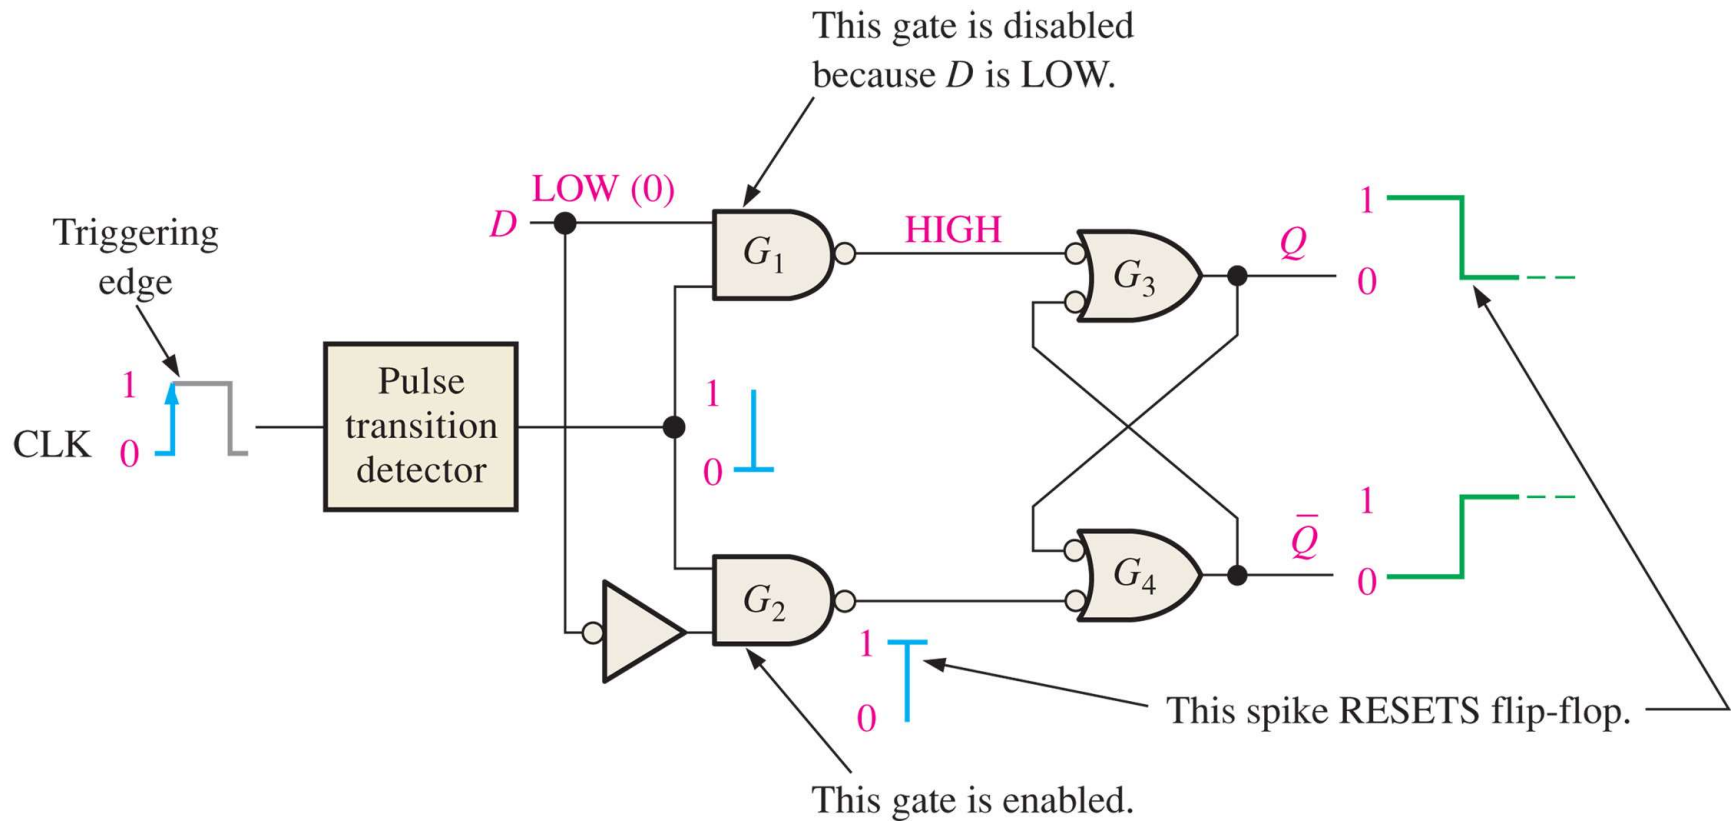 This gate is disabled
because D is LOW.
LOW (0)
D
Triggering
edge
G₁
HIGH
G₃
Q
1
0
1
0
CLK
Pulse
transition
detector
1
0
G₂
G₄
Q̅
1
0
1
0
This spike RESETS flip-flop.
This gate is enabled.